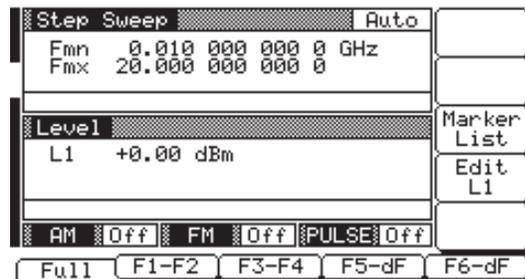 Step Sweep Auto
Fmn 0.010 000 000 0 GHz
Fmx 20.000 000 000 0
Level
L1 +0.00 dBm
Marker
List
Edit
L1
AM Off FM Off PULSE Off
Full F1-F2 F3-F4 F5-dF F6-dF